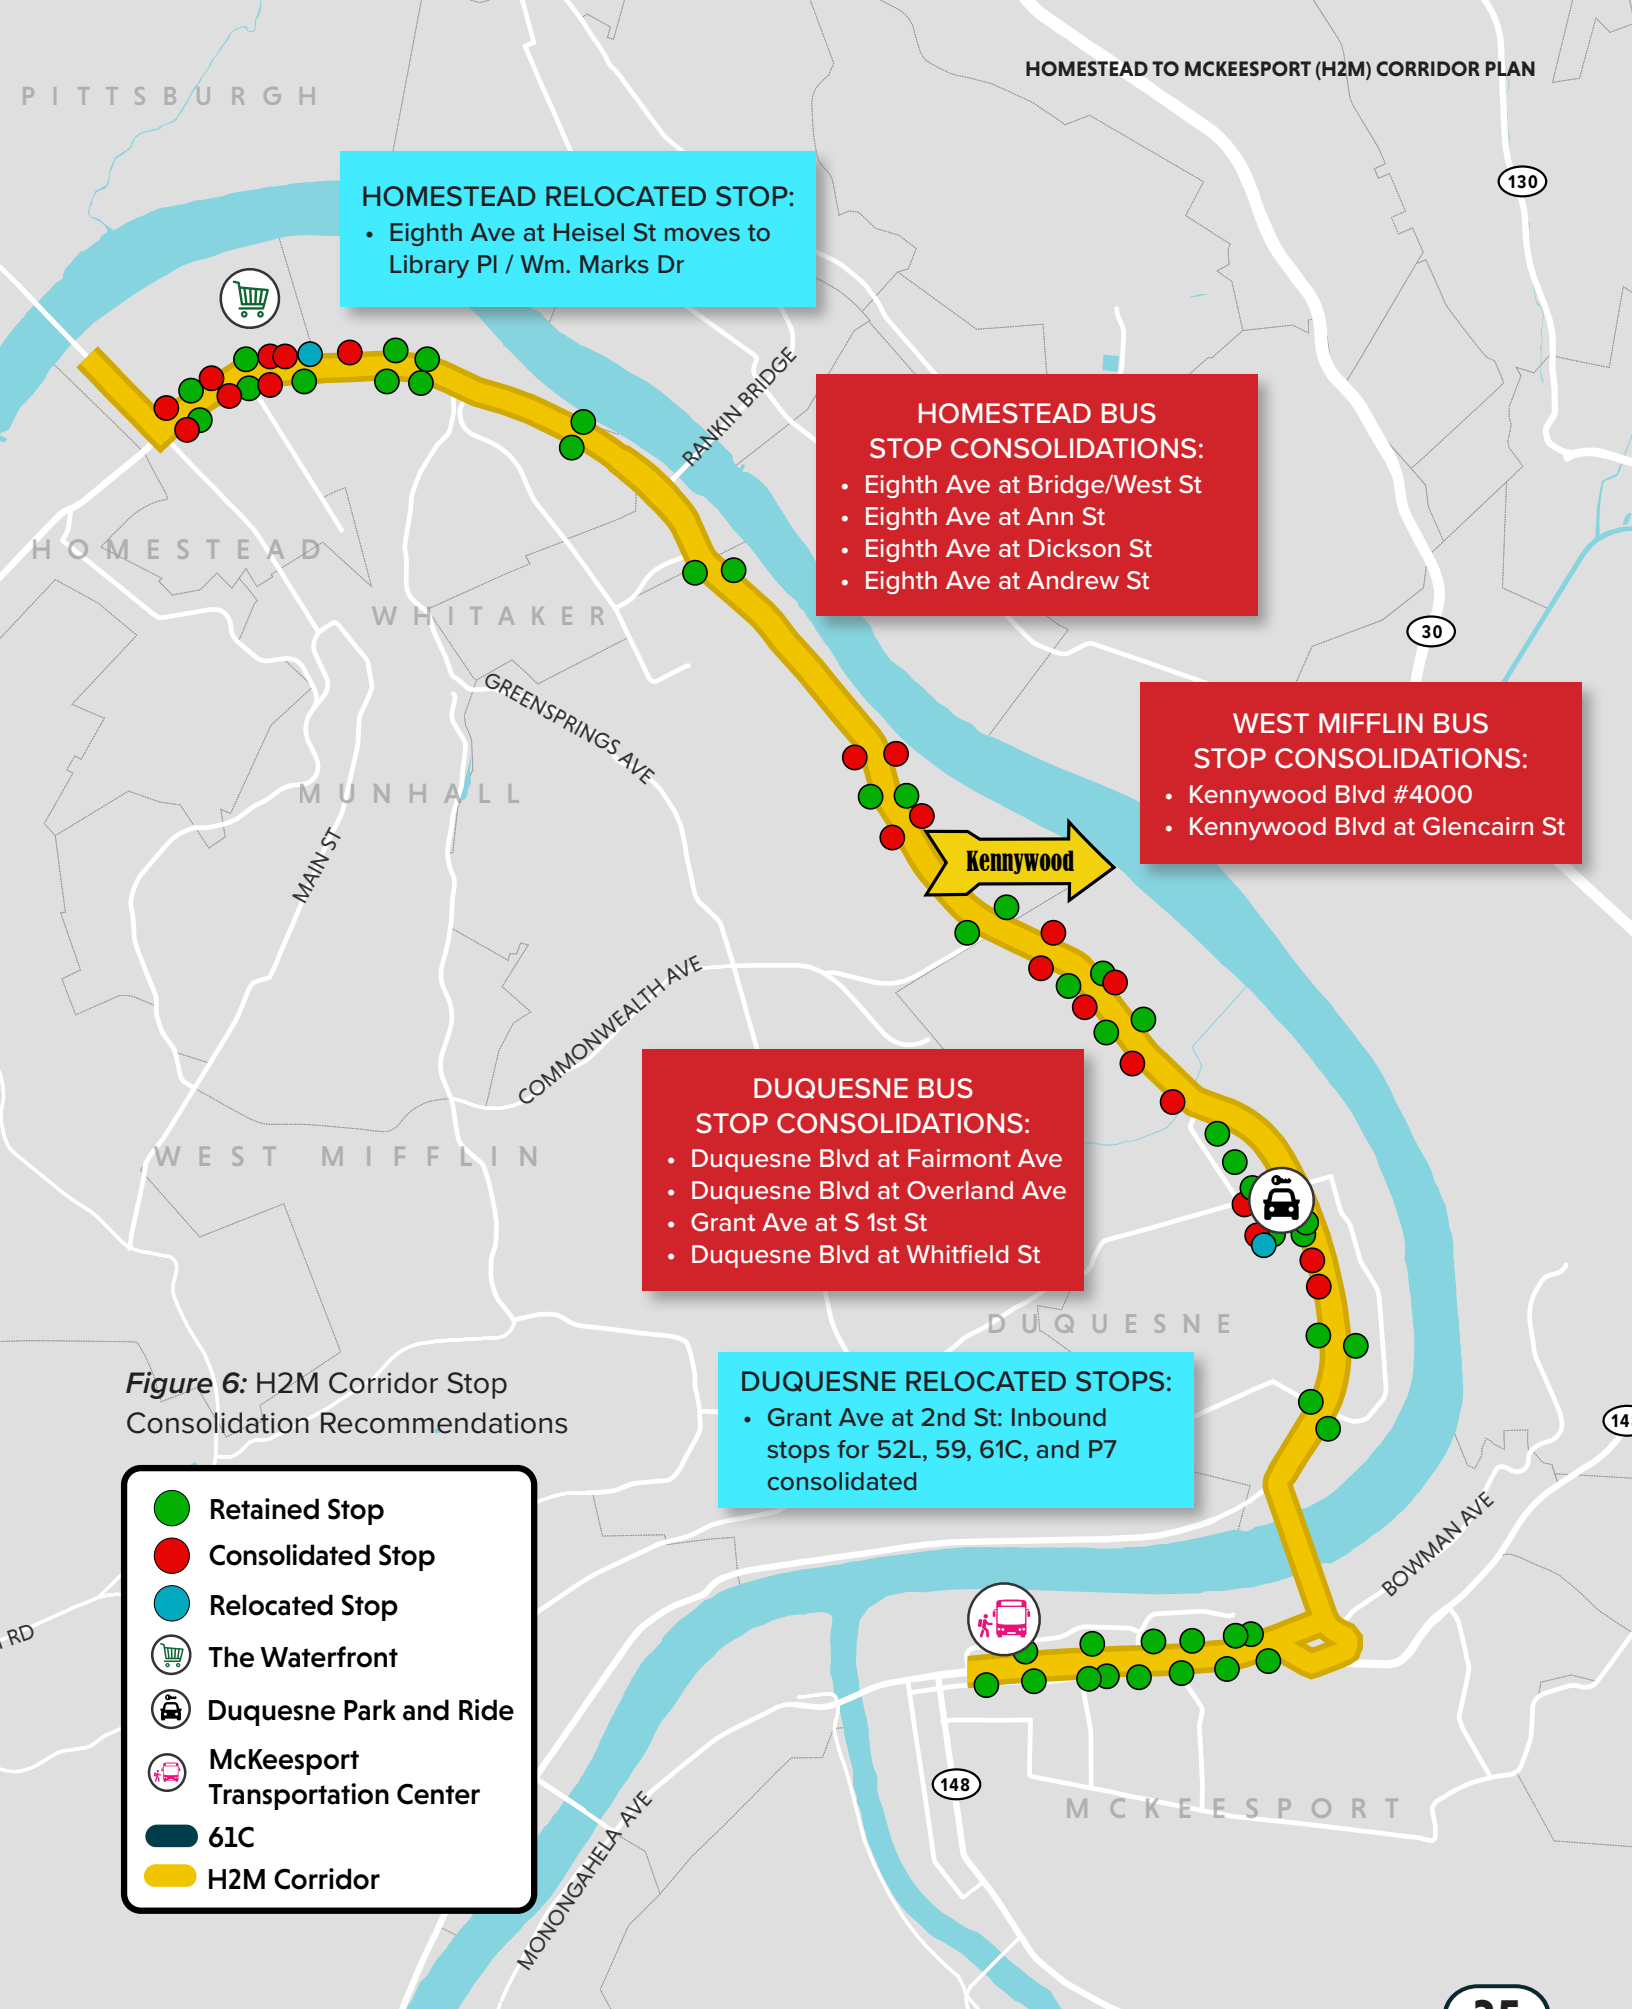 HOMESTEAD TO MCKEESPORT (H2M) CORRIDOR PLAN
PITTSBURGH
130
HOMESTEAD RELOCATED STOP:
• Eighth Ave at Heisel St moves to
Library Pl / Wm. Marks Dr
RANKIN BRIDGE
HOMESTEAD BUS
STOP CONSOLIDATIONS:
• Eighth Ave at Bridge/West St
• Eighth Ave at Ann St
• Eighth Ave at Dickson St
• Eighth Ave at Andrew St
HOMESTEAD
WHITAKER
30
GREENSPRINGS AVE
WEST MIFFLIN BUS
STOP CONSOLIDATIONS:
• Kennywood Blvd #4000
• Kennywood Blvd at Glencairn St
MUNHALL
MAIN ST
Kennywood
COMMONWEALTH AVE
DUQUESNE BUS
STOP CONSOLIDATIONS:
• Duquesne Blvd at Fairmont Ave
• Duquesne Blvd at Overland Ave
• Grant Ave at S 1st St
• Duquesne Blvd at Whitfield St
WEST MIFFLIN
DUQUESNE
DUQUESNE RELOCATED STOPS:
• Grant Ave at 2nd St: Inbound
stops for 52L, 59, 61C, and P7
consolidated
Figure 6: H2M Corridor Stop
Consolidation Recommendations
14
BOWMAN AVE
Retained Stop
Consolidated Stop
Relocated Stop
The Waterfront
Duquesne Park and Ride
McKeesport
Transportation Center
61C
H2M Corridor
RD
148
MCKEESPORT
MONONGAHELA AVE